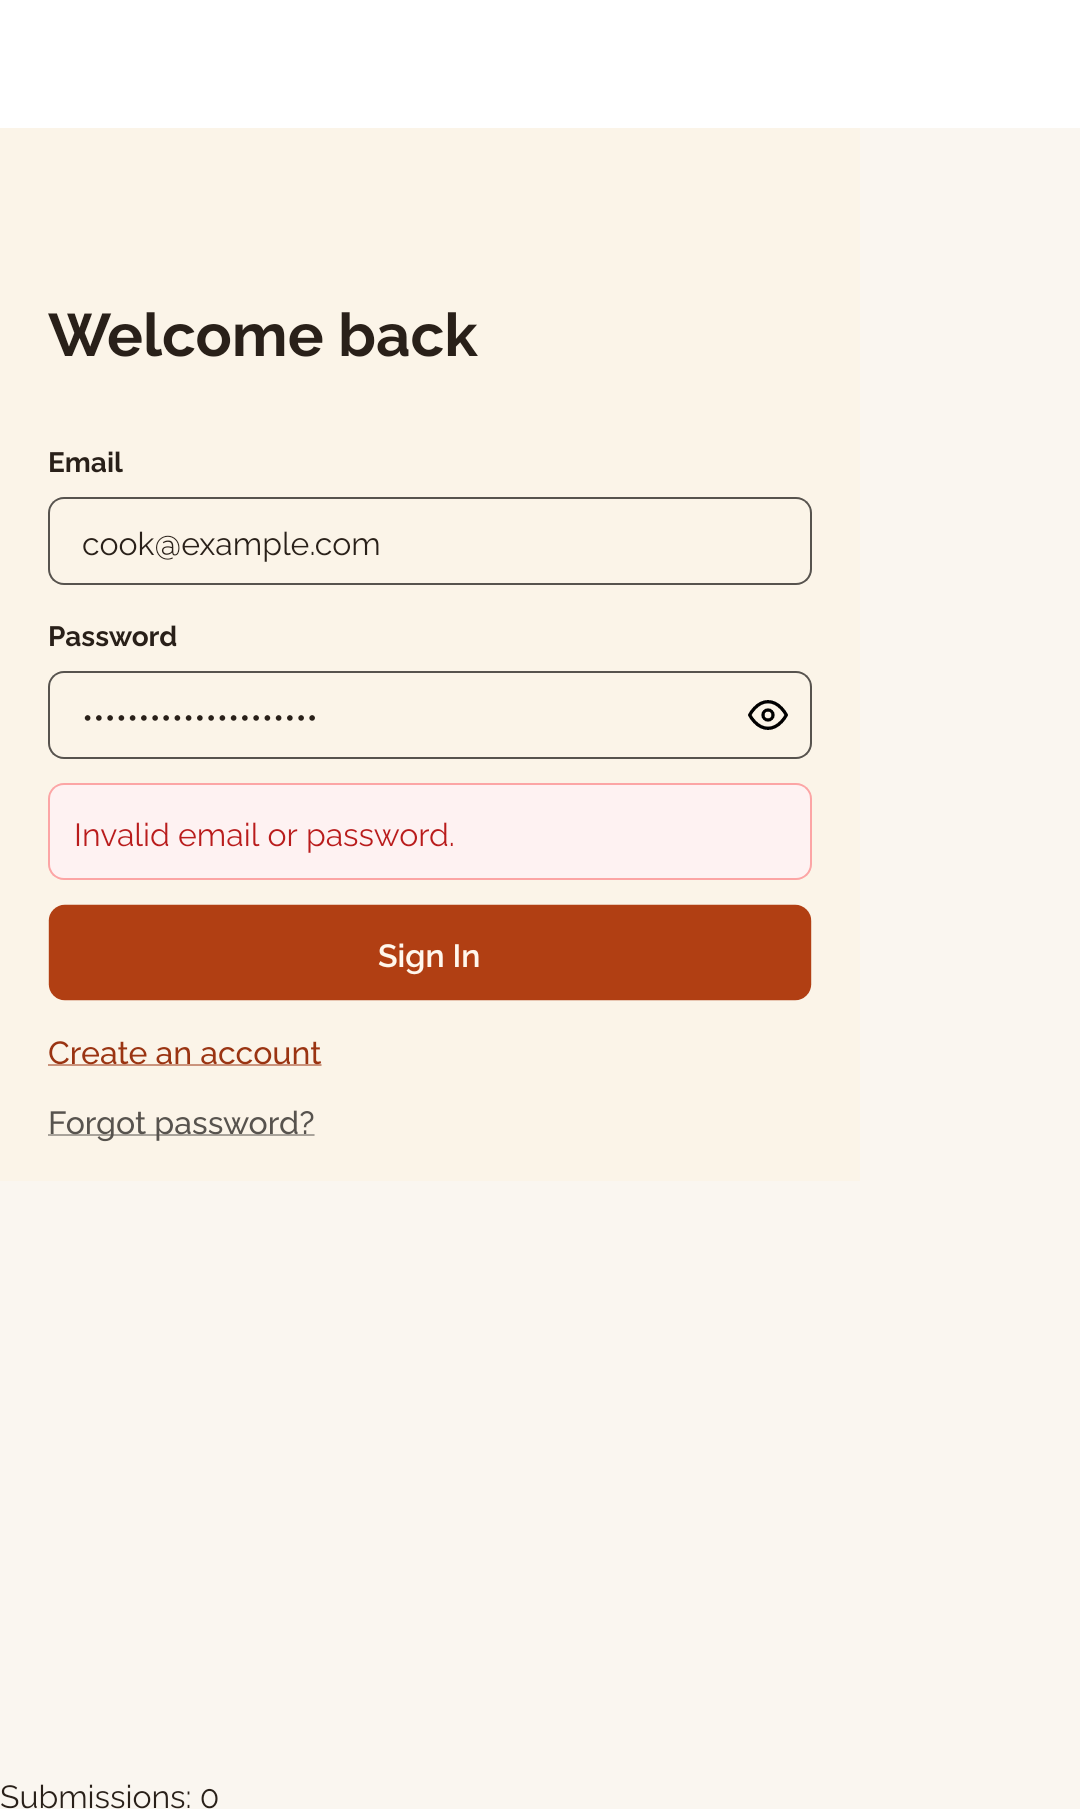 Welcome back
Email
cook@example.com
Password
•••••••••••••••••••••
Invalid email or password.
Sign In
Create an account
Forgot password?
Submissions: 0